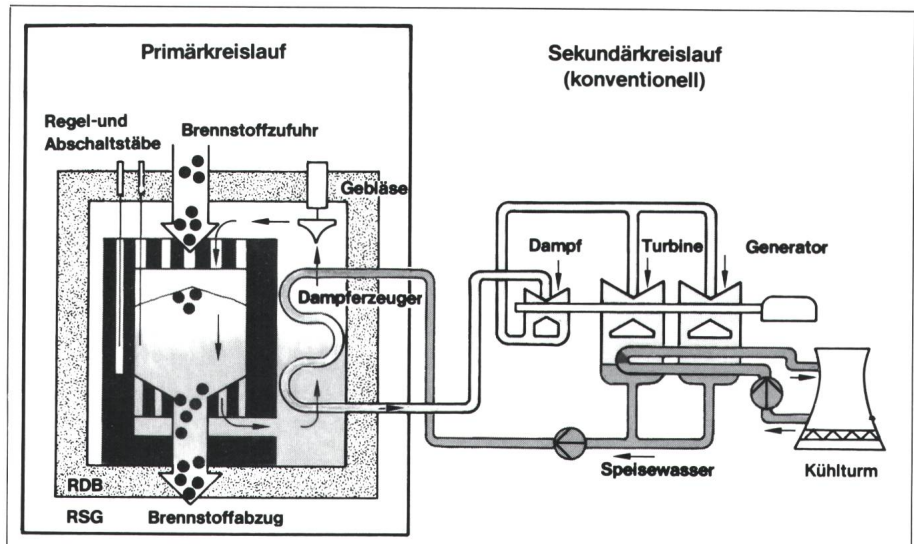 Primärkreislauf
Sekundärkreislauf
(konventionell)
Regel-und
Abschaltstäbe
Brennstoffzufuhr
Gebläse
Dampf
Turbine
Generator
Dampferzeuger
Speisewasser
Kühlturm
RDB
RSG
Brennstoffabzug